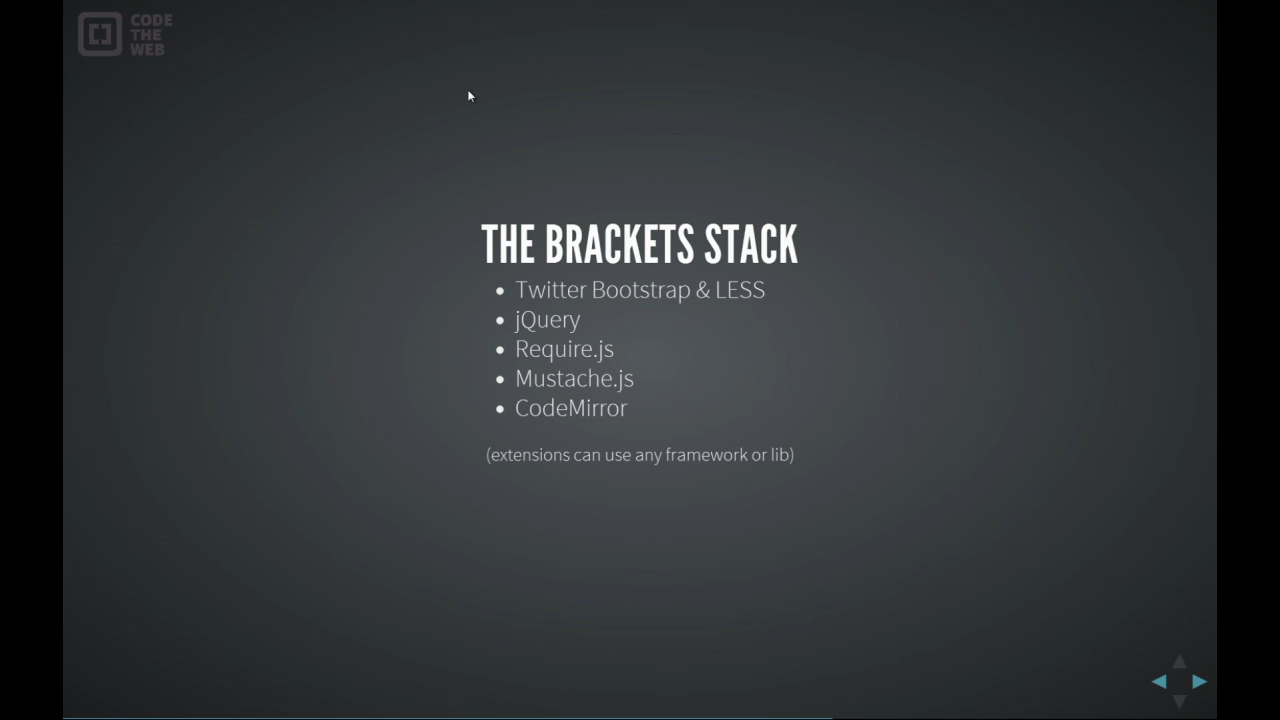 CODE
THE
WEB
THE BRACKETS STACK
• Twitter Bootstrap & LESS
• jQuery
• Require.js
• Mustache.js
• CodeMirror
(extensions can use any framework or lib)